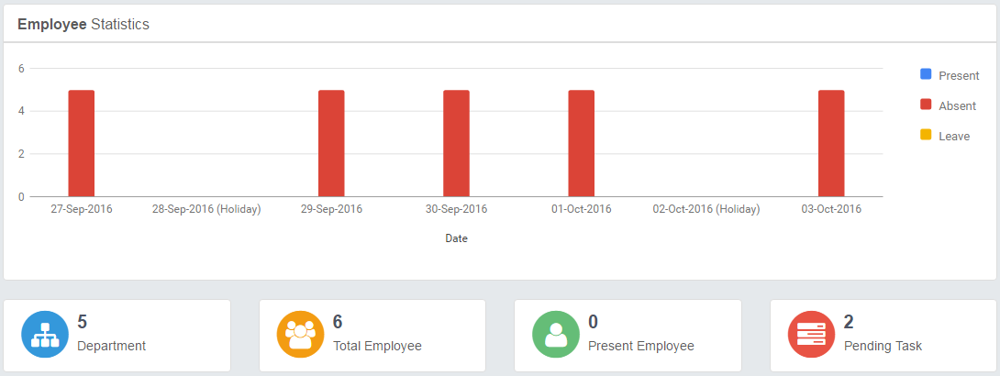 Employee Statistics
6
4
2
0
Present
Absent
Leave
27-Sep-2016 28-Sep-2016 (Holiday) 29-Sep-2016 30-Sep-2016 01-Oct-2016 02-Oct-2016 (Holiday) 03-Oct-2016
Date
5
Department
6
Total Employee
0
Present Employee
2
Pending Task